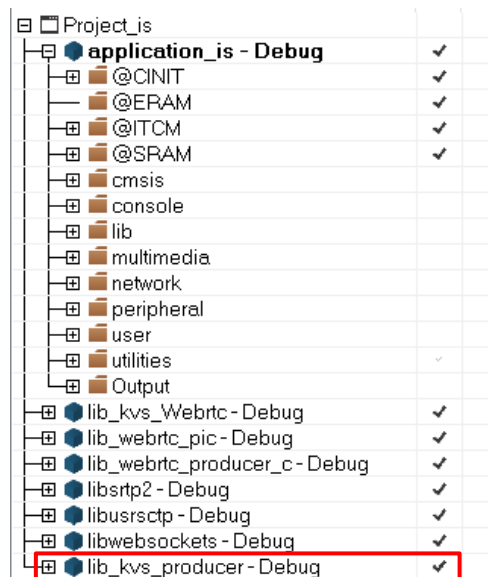 Project_is
application_is - Debug
@CINIT
@ERAM
@ITCM
@SRAM
cmsis
console
lib
multimedia
network
peripheral
user
utilities
Output
lib_kvs_Webrtc - Debug
lib_webrtc_pic - Debug
lib_webrtc_producer_c - Debug
libsrtp2 - Debug
libusrsctp - Debug
libwebsockets - Debug
lib_kvs_producer - Debug